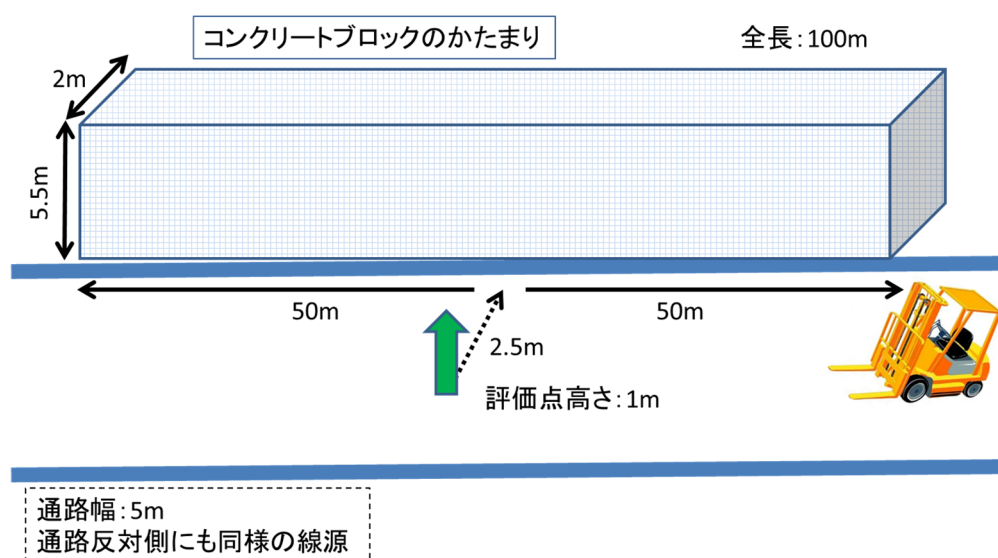 コンクリートブロックのかたまり
全長：100m
2m
5.5m
50m
50m
2.5m
評価点高さ：1m
通路幅：5m
通路反対側にも同様の線源